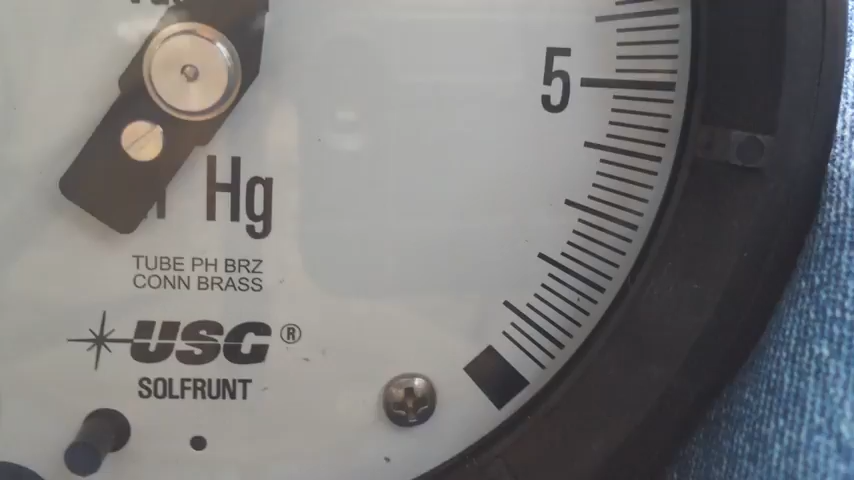 5
Hg
TUBE PH BRZ
CONN BRASS
USG®
SOLFRUNT